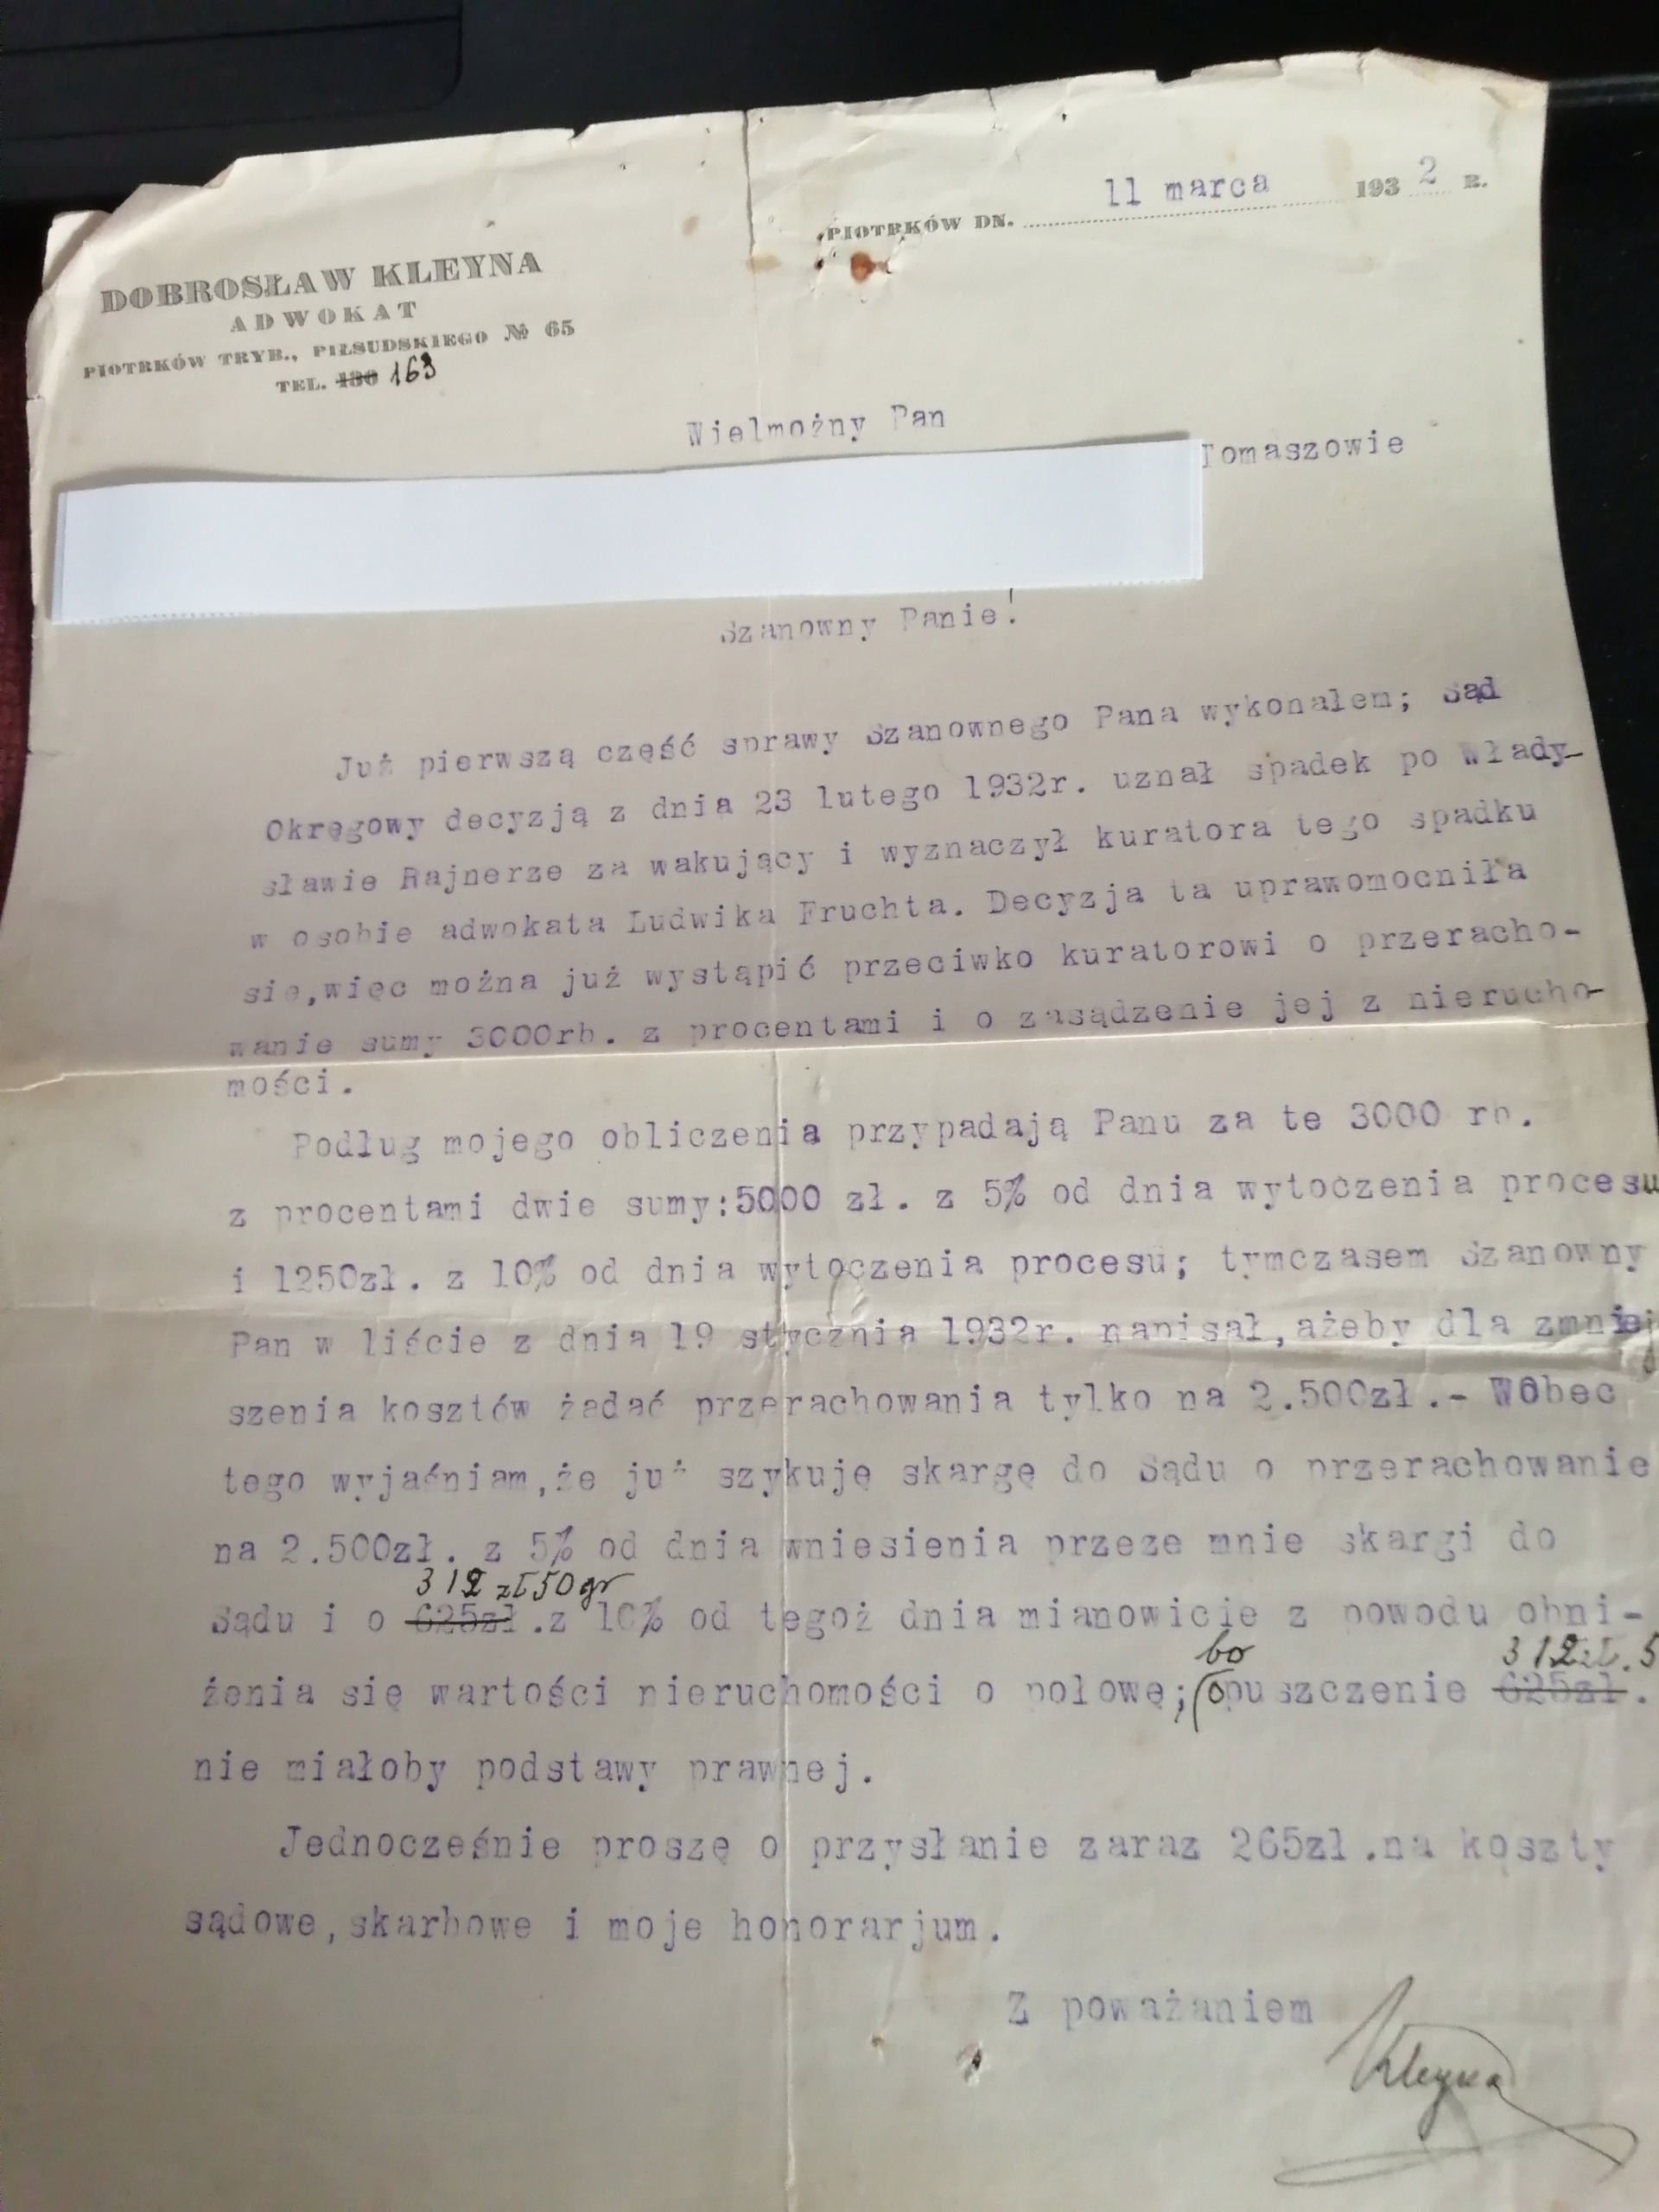 PIOTRKÓW DN. 11 marca 1932 R.
DOBROSŁAW KLEYNA
ADWOKAT
PIOTRKÓW TRYB., PIŁSUDSKIEGO № 65
TEL. 130 163
Wielmożny Pan
Tomaszowie
Szanowny Panie!
Już pierwszą część sprawy Szanownego Pana wykonałem; Sąd
Okręgowy decyzją z dnia 23 lutego 1932r. uznał spadek po Włady-
sławie Rajnerze za wakujący i wyznaczył kuratora tego spadku
w osobie adwokata Ludwika Fruchta. Decyzja ta uprawomocniła
sie,więc można już wystąpić przeciwko kuratorowi o przeracho-
wanie sumy 3000rb. z procentami i o zasądzenie jej z nierucho-
mości.
Podług mojego obliczenia przypadają Panu za te 3000 rb.
z procentami dwie sumy:5000 zł. z 5% od dnia wytoczenia procesu
i 1250zł. z 10% od dnia wytoczenia procesu; tymczasem Szanowny
Pan w liście z dnia 19 stycznia 1932r. napisał,ażeby dla zmniej
szenia kosztów żądać przerachowania tylko na 2.500zł.- Wobec
tego wyjaśniam,że już szykuję skargę do Sądu o przerachowanie
na 2.500zł. z 5% od dnia wniesienia przeze mnie skargi do
312 zł 50 gr
Sądu i o 625zł.z 10% od tegoż dnia mianowicie z powodu obni-
bo 312 zł. 5
żenia się wartości nieruchomości o połowę; opuszczenie 625zł.
nie miałoby podstawy prawnej.
Jednocześnie proszę o przysłanie zaraz 265zł.na koszty
sądowe,skarbowe i moje honorarjum.
Z poważaniem
Kleyna